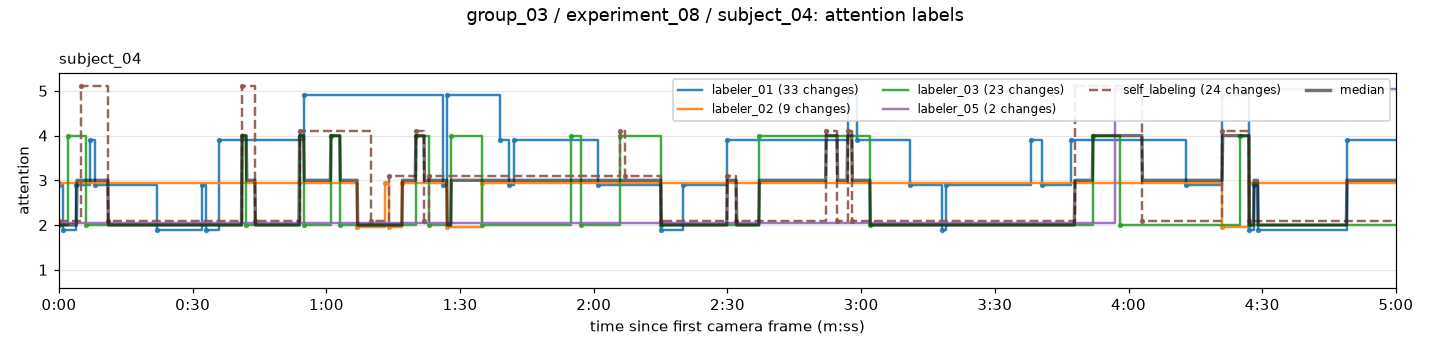 group_03 / experiment_08 / subject_04: attention labels
subject_04
labeler_01 (33 changes)
labeler_02 (9 changes)
labeler_03 (23 changes)
labeler_05 (2 changes)
self_labeling (24 changes)
median
attention
5
4
3
2
1
0:00 0:30 1:00 1:30 2:00 2:30 3:00 3:30 4:00 4:30 5:00
time since first camera frame (m:ss)